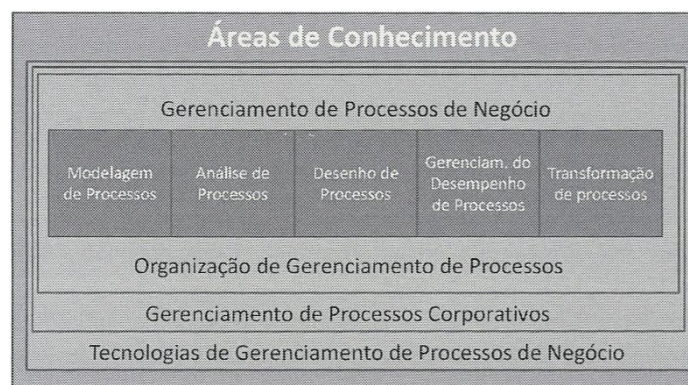 Áreas de Conhecimento
Gerenciamento de Processos de Negócio
Modelagem
de Processos
Análise de
Processos
Desenho de
Processos
Gerenciam. do
Desempenho
de Processos
Transformação
de processos
Organização de Gerenciamento de Processos
Gerenciamento de Processos Corporativos
Tecnologias de Gerenciamento de Processos de Negócio